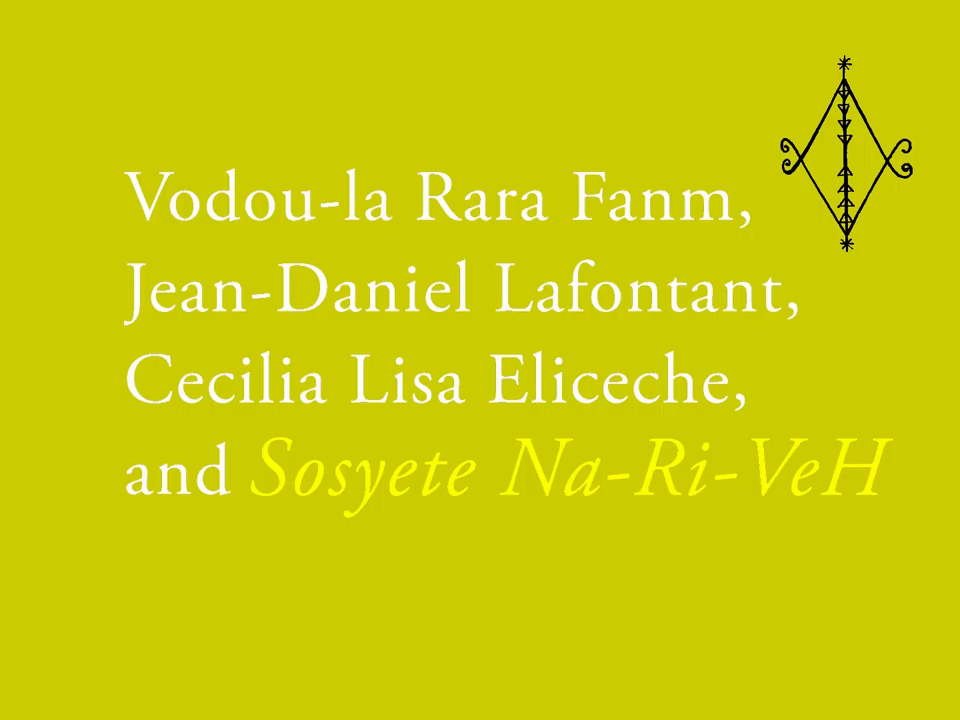 Vodou-la Rara Fanm,
Jean-Daniel Lafontant,
Cecilia Lisa Eliceche,
and Sosyete Na-Ri-VeH